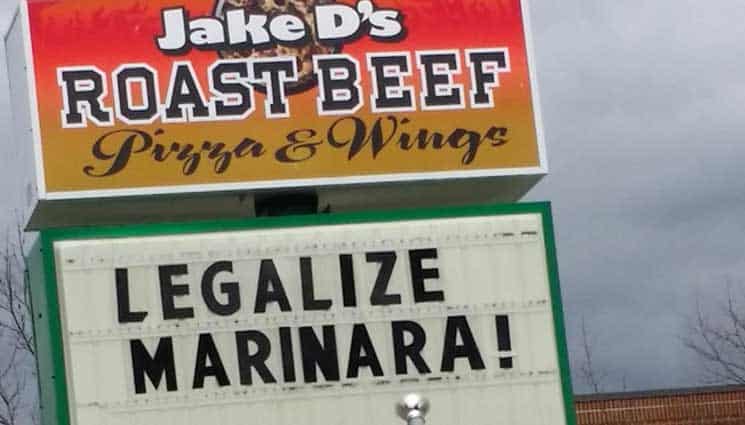 Jake D's
ROAST BEEF
Pizza & Wings
LEGALIZE
MARINARA!